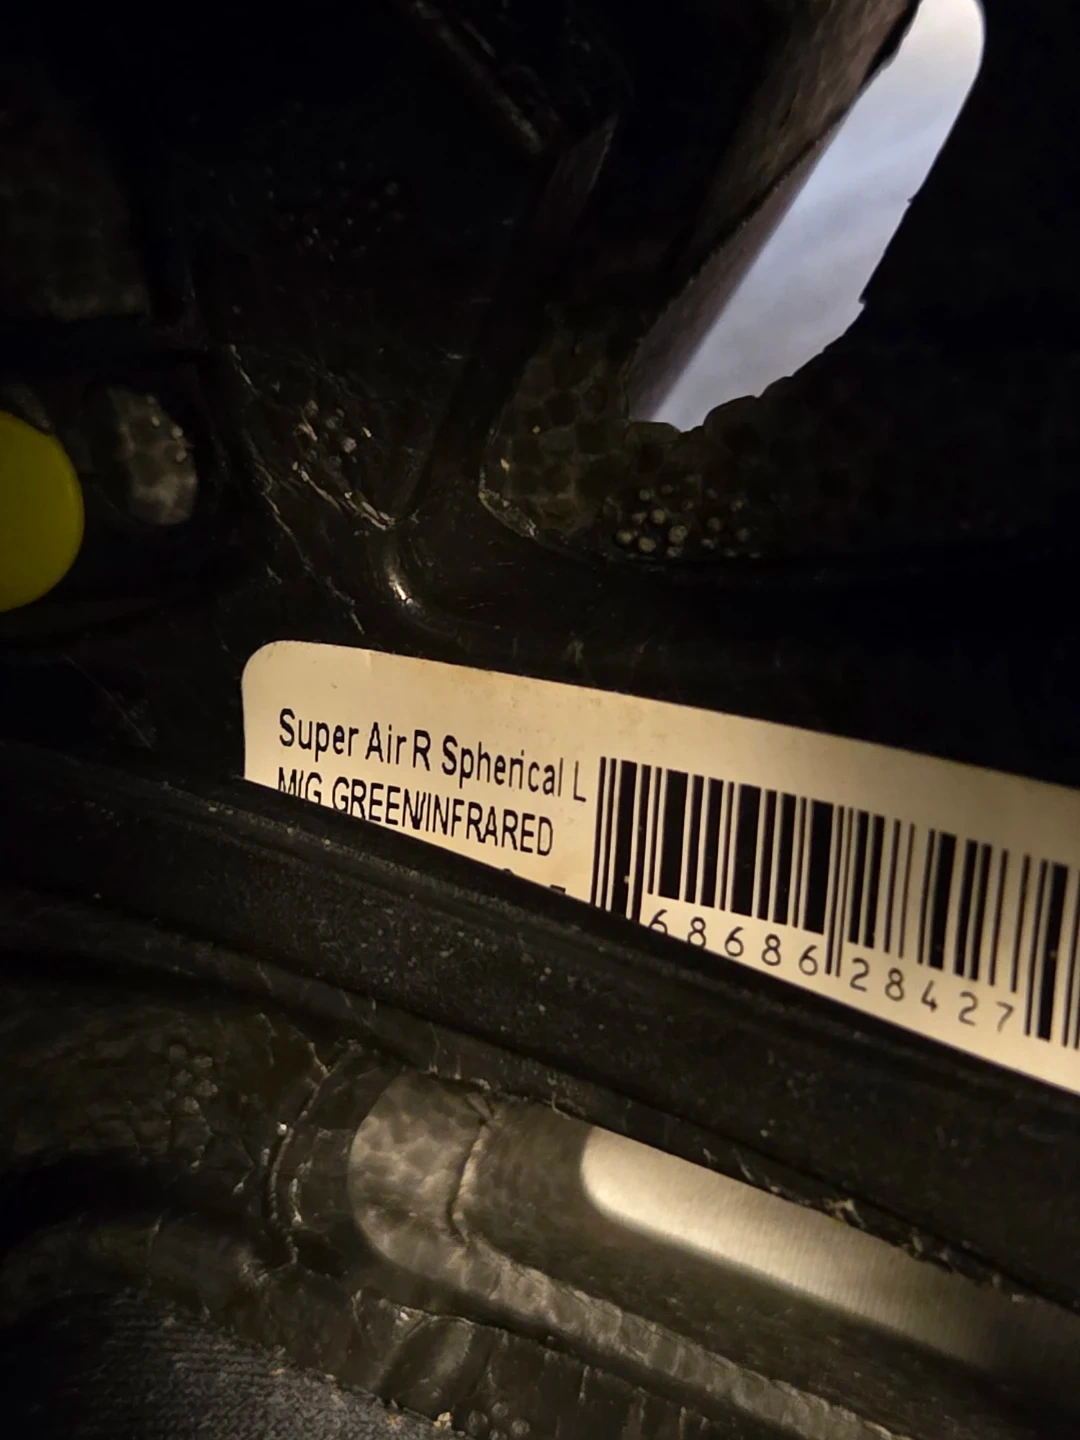 Super Air R Spherical L
M/G GREEN/INFRARED
68686 28427